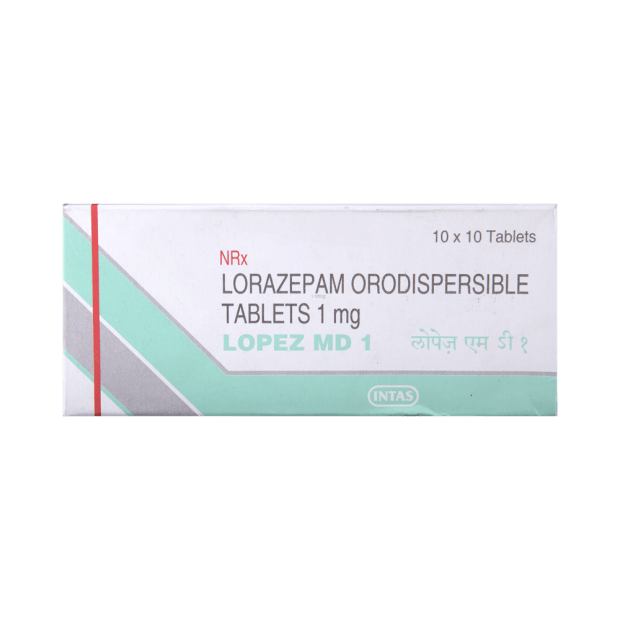 10 x 10 Tablets
NRx
LORAZEPAM ORODISPERSIBLE
TABLETS 1 mg
LOPEZ MD 1 लोपेज़ एम डी १
INTAS